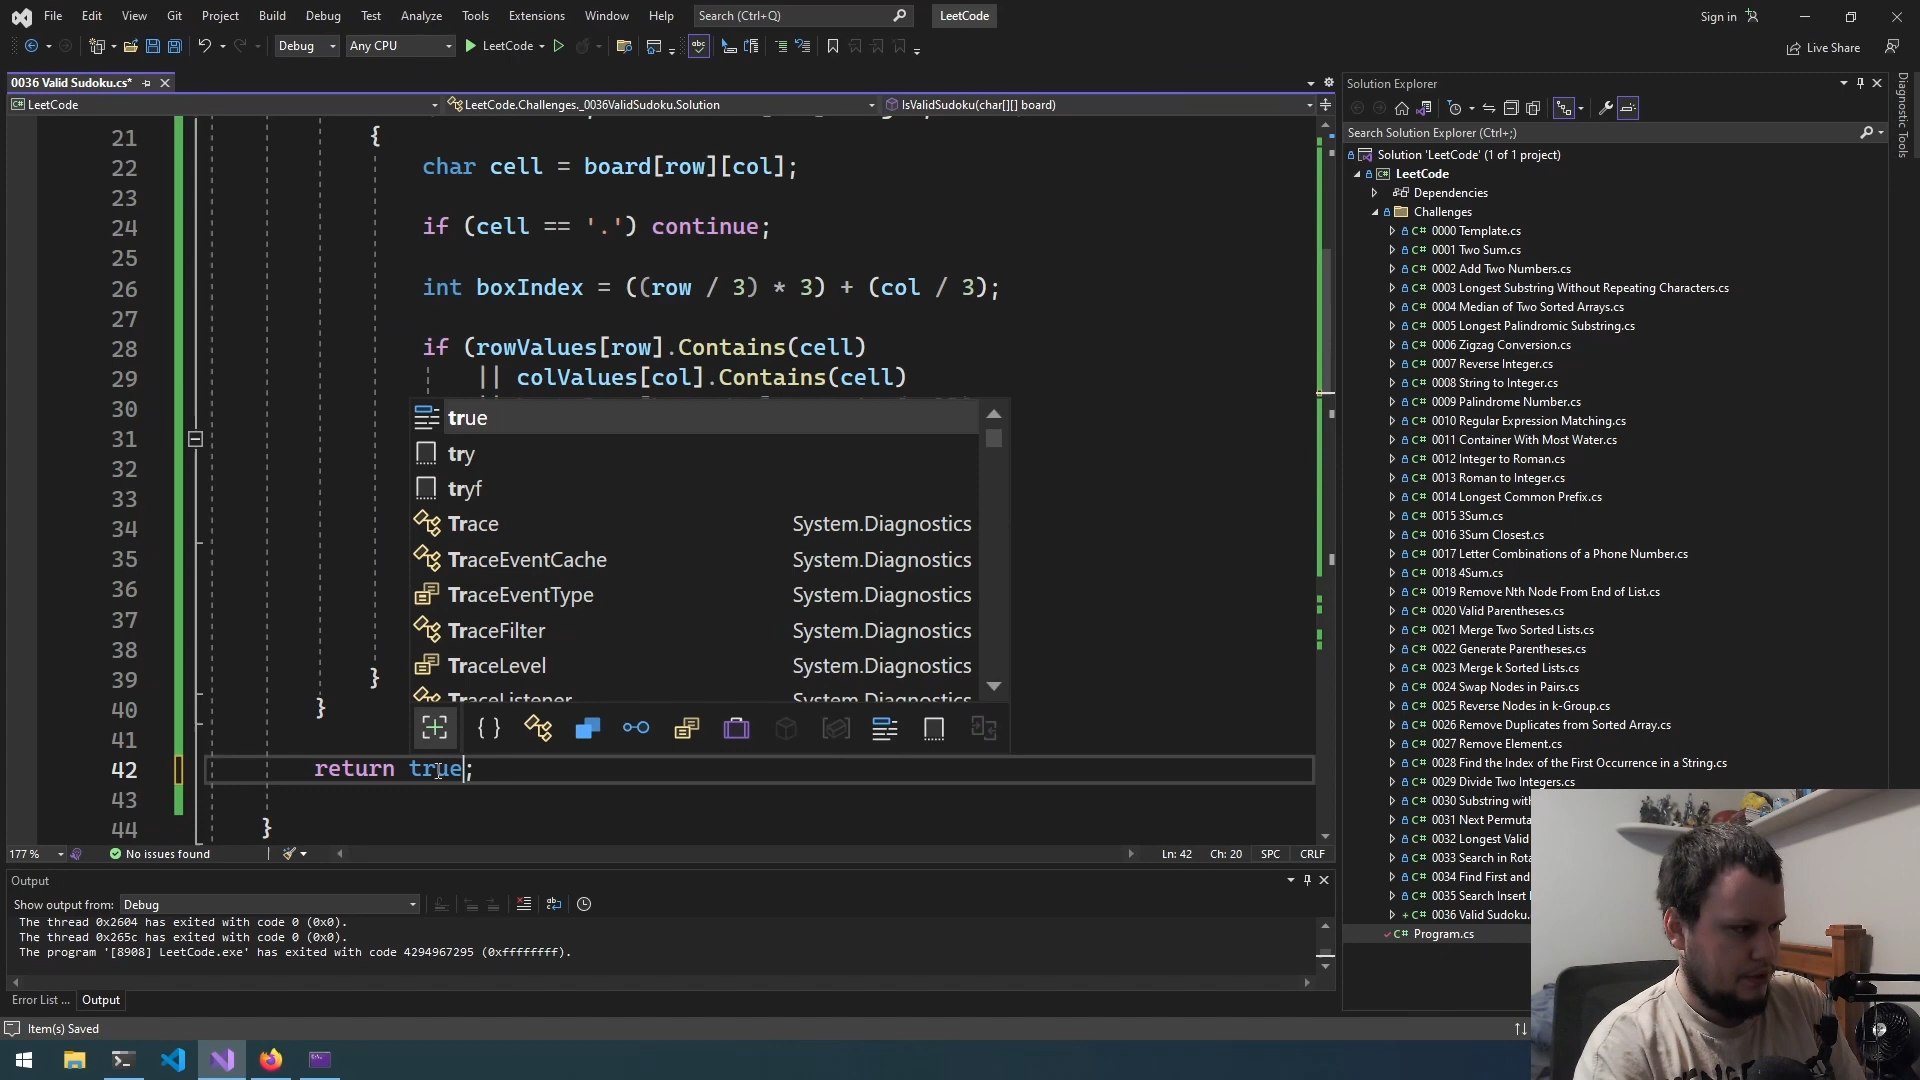 File Edit View Git Project Build Debug Test Analyze Tools Extensions Window Help Search (Ctrl+Q) LeetCode Sign in
Debug Any CPU LeetCode Live Share
0036 Valid Sudoku.cs*
LeetCode LeetCode.Challenges._0036ValidSudoku.Solution IsValidSudoku(char[][] board)
21 {
22 char cell = board[row][col];
23
24 if (cell == '.') continue;
25
26 int boxIndex = ((row / 3) * 3) + (col / 3);
27
28 if (rowValues[row].Contains(cell)
29 || colValues[col].Contains(cell)
30
31
32
33
34
35
36
37
38
39 }
40 }
41
42 return true;
43
44 }
true
try
tryf
Trace System.Diagnostics
TraceEventCache System.Diagnostics
TraceEventType System.Diagnostics
TraceFilter System.Diagnostics
TraceLevel System.Diagnostics
TraceListener
177 % No issues found Ln: 42 Ch: 20 SPC CRLF
Output
Show output from: Debug
The thread 0x2604 has exited with code 0 (0x0).
The thread 0x265c has exited with code 0 (0x0).
The program '[8908] LeetCode.exe' has exited with code 4294967295 (0xffffffff).
Error List ... Output
Item(s) Saved
Solution Explorer
Search Solution Explorer (Ctrl+;)
Solution 'LeetCode' (1 of 1 project)
LeetCode
Dependencies
Challenges
C# 0000 Template.cs
C# 0001 Two Sum.cs
C# 0002 Add Two Numbers.cs
C# 0003 Longest Substring Without Repeating Characters.cs
C# 0004 Median of Two Sorted Arrays.cs
C# 0005 Longest Palindromic Substring.cs
C# 0006 Zigzag Conversion.cs
C# 0007 Reverse Integer.cs
C# 0008 String to Integer.cs
C# 0009 Palindrome Number.cs
C# 0010 Regular Expression Matching.cs
C# 0011 Container With Most Water.cs
C# 0012 Integer to Roman.cs
C# 0013 Roman to Integer.cs
C# 0014 Longest Common Prefix.cs
C# 0015 3Sum.cs
C# 0016 3Sum Closest.cs
C# 0017 Letter Combinations of a Phone Number.cs
C# 0018 4Sum.cs
C# 0019 Remove Nth Node From End of List.cs
C# 0020 Valid Parentheses.cs
C# 0021 Merge Two Sorted Lists.cs
C# 0022 Generate Parentheses.cs
C# 0023 Merge k Sorted Lists.cs
C# 0024 Swap Nodes in Pairs.cs
C# 0025 Reverse Nodes in k-Group.cs
C# 0026 Remove Duplicates from Sorted Array.cs
C# 0027 Remove Element.cs
C# 0028 Find the Index of the First Occurrence in a String.cs
C# 0029 Divide Two Integers.cs
C# 0030 Substring with
C# 0031 Next Permuta
C# 0032 Longest Valid
C# 0033 Search in Rota
C# 0034 Find First and
C# 0035 Search Insert
C# 0036 Valid Sudoku.
C# Program.cs
Diagnostic Tools